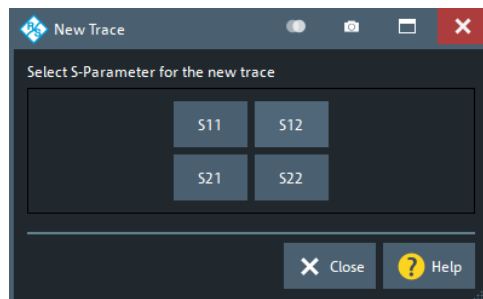 New Trace
Select S-Parameter for the new trace
S11 S12
S21 S22
Close ? Help